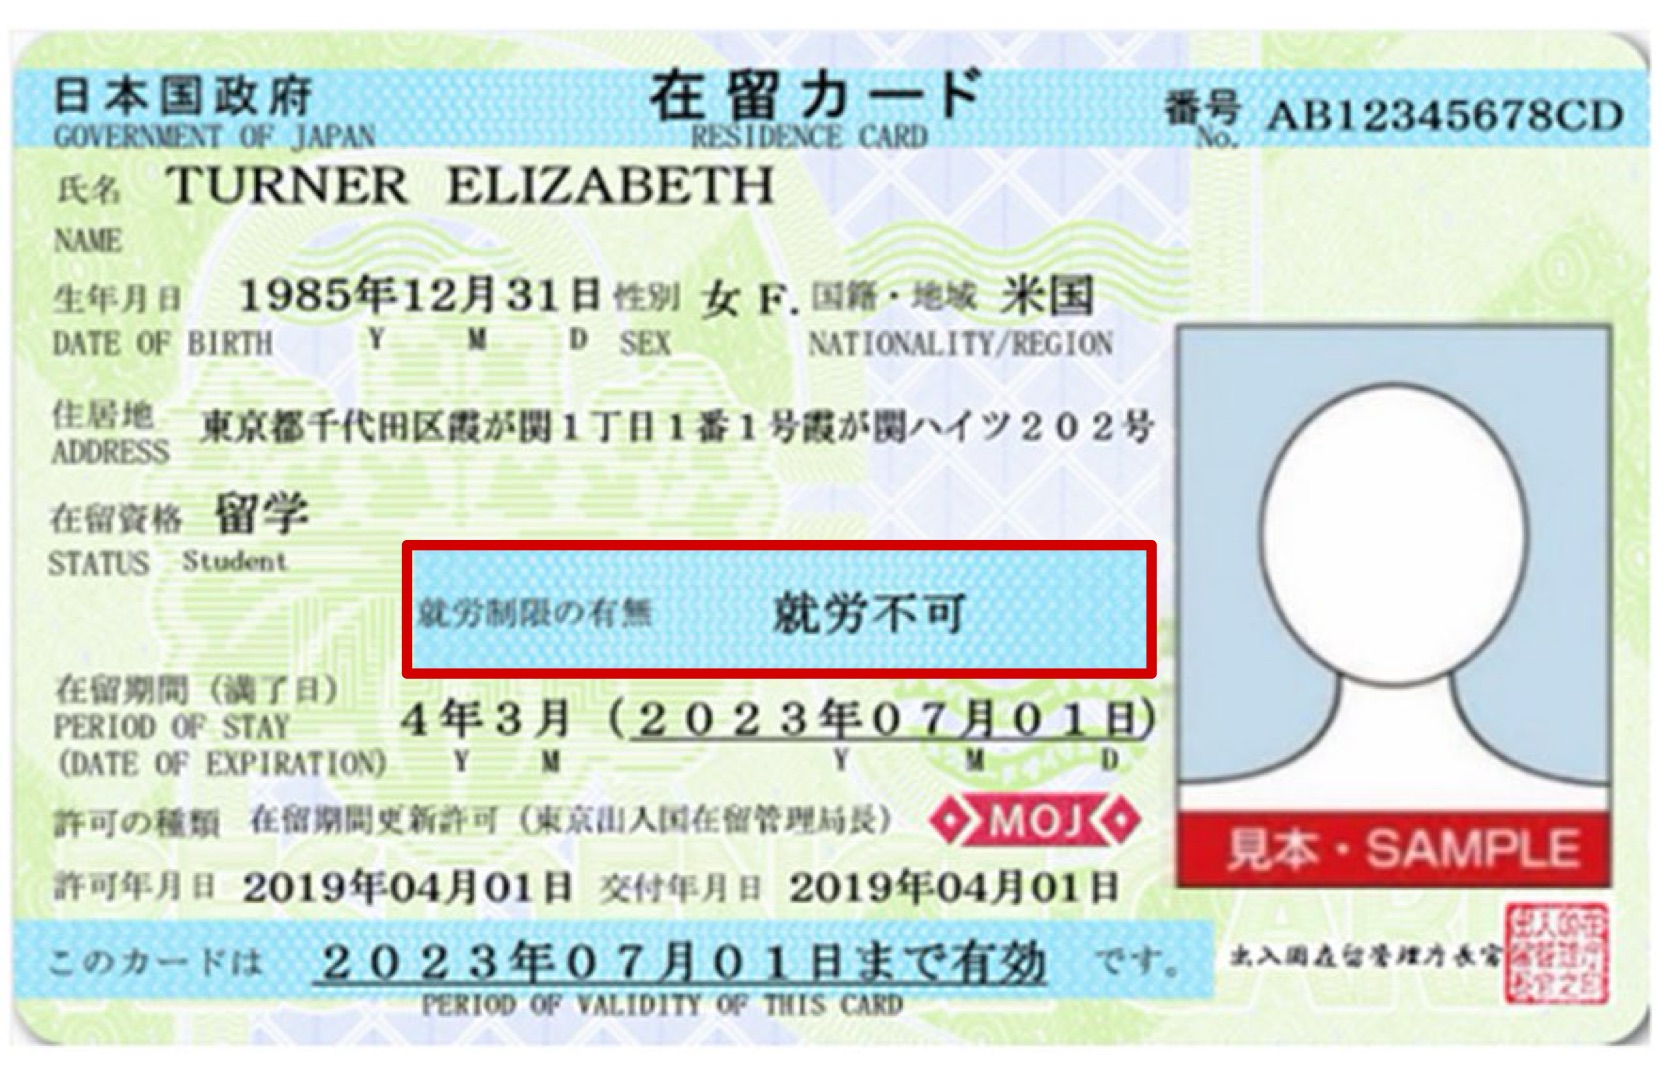 日本国政府 在留カード 番号 AB12345678CD
GOVERNMENT OF JAPAN RESIDENCE CARD No.
氏名 TURNER ELIZABETH
NAME
生年月日 1985年12月31日 性別 女 F. 国籍・地域 米国
DATE OF BIRTH Y M D SEX NATIONALITY/REGION
住居地 東京都千代田区霞が関1丁目1番1号霞が関ハイツ202号
ADDRESS
在留資格 留学
STATUS Student
就労制限の有無 就労不可
在留期間(満了日) 4年3月(2023年07月01日)
PERIOD OF STAY
(DATE OF EXPIRATION) Y M Y M D
許可の種類 在留期間更新許可(東京出入国在留管理局長) MOJ
見本・SAMPLE
許可年月日 2019年04月01日 交付年月日 2019年04月01日
このカードは 2023年07月01日まで有効 です。
PERIOD OF VALIDITY OF THIS CARD
出入国在留管理庁長官